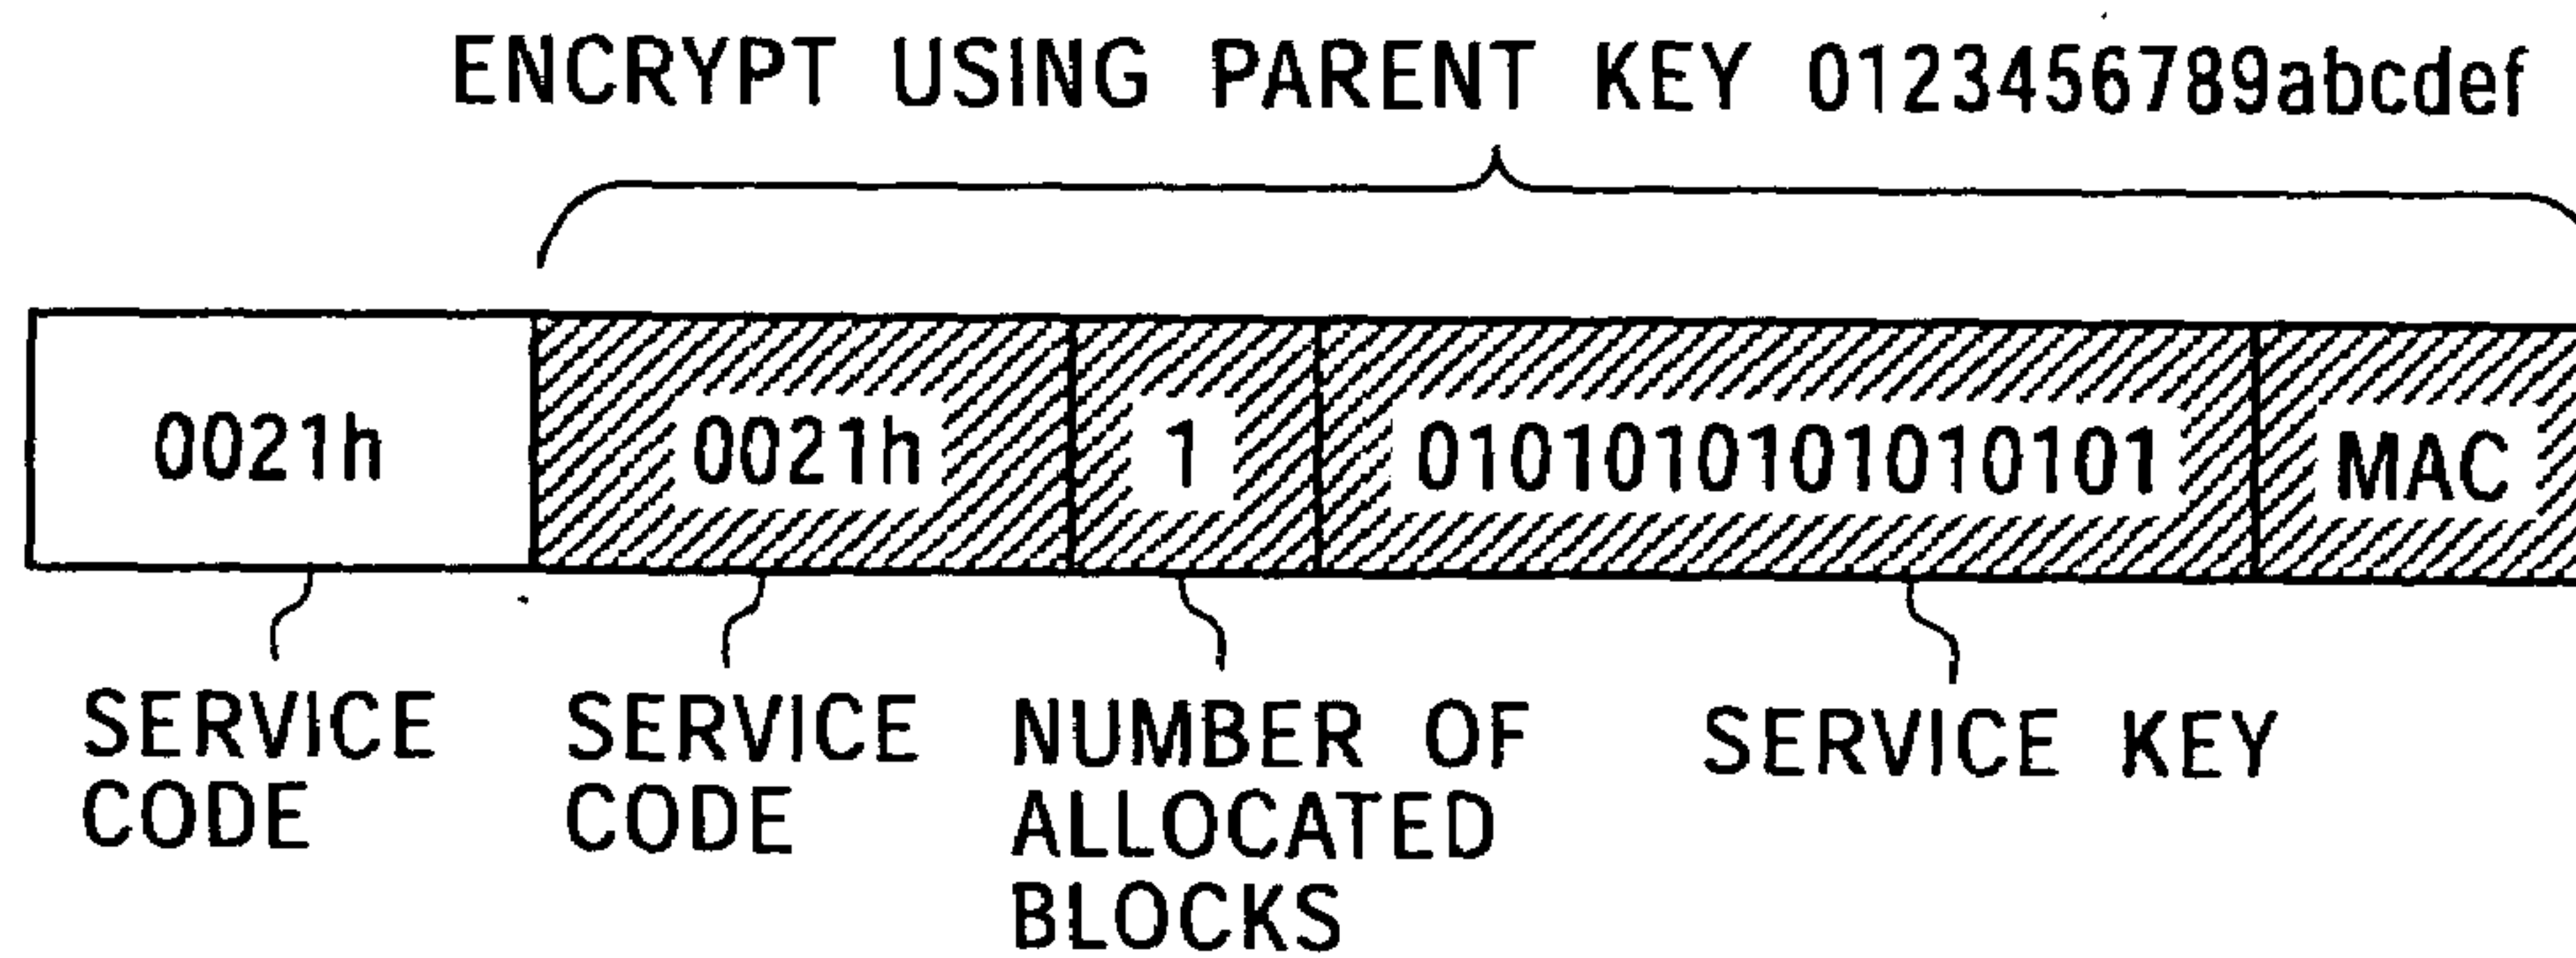 ENCRYPT USING PARENT KEY 0123456789abcdef
0021h
0021h
1
0101010101010101
MAC
SERVICE
CODE
SERVICE
CODE
NUMBER OF
ALLOCATED
BLOCKS
SERVICE KEY